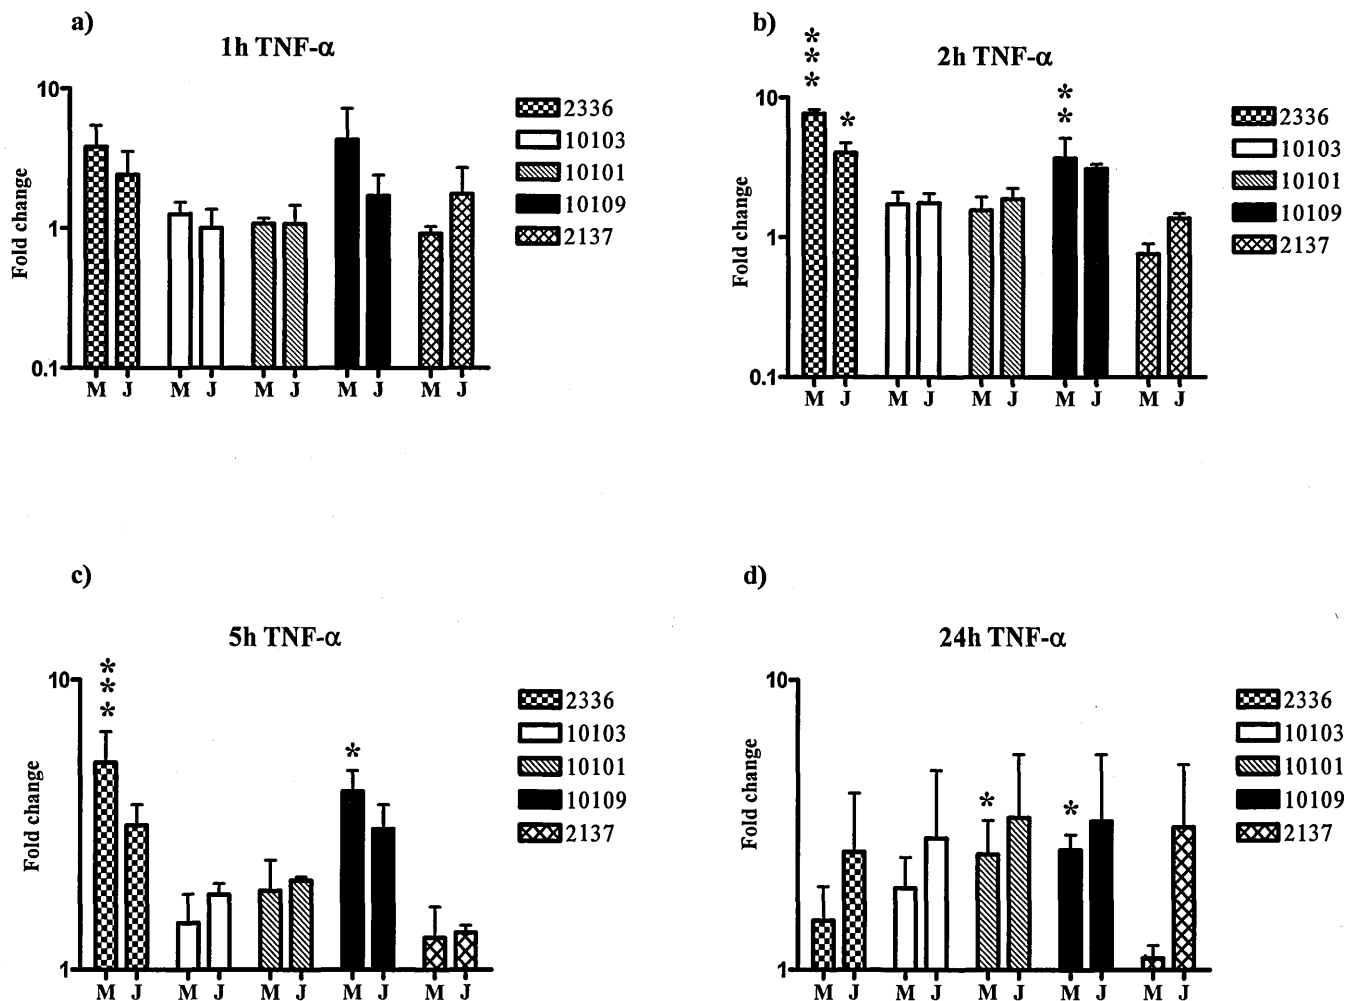 a)
1h TNF-α
10
1
0.1
Fold change
M J M J M J M J M J
2336
10103
10101
10109
2137
b)
2h TNF-α
***
*
**
10
1
0.1
Fold change
M J M J M J M J M J
2336
10103
10101
10109
2137
c)
5h TNF-α
***
*
10
1
Fold change
M J M J M J M J M J
2336
10103
10101
10109
2137
d)
24h TNF-α
*
*
10
1
Fold change
M J M J M J M J M J
2336
10103
10101
10109
2137